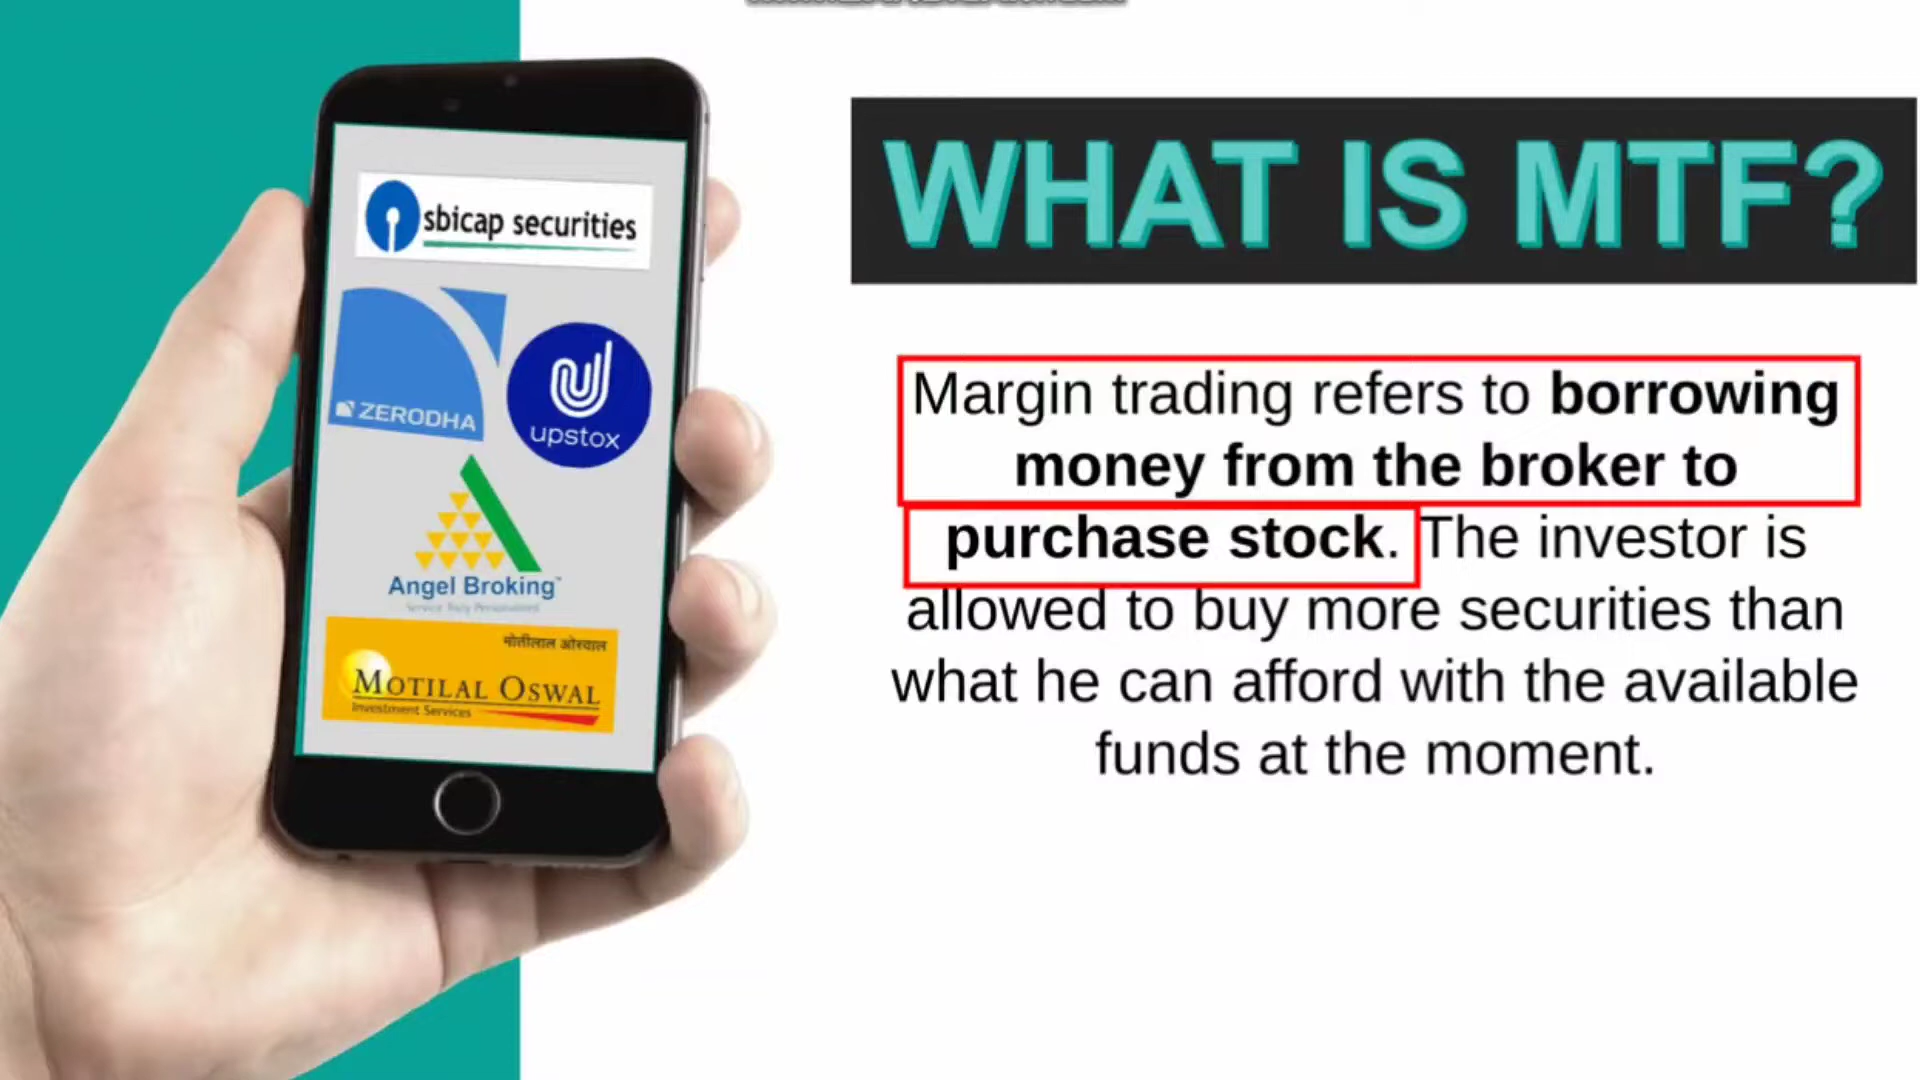 WHAT IS MTF?
sbicap securities
ZERODHA
upstox
Angel Broking™
मोतीलाल ओसवाल
MOTILAL OSWAL
Investment Services
Margin trading refers to borrowing
money from the broker to
purchase stock. The investor is
allowed to buy more securities than
what he can afford with the available
funds at the moment.